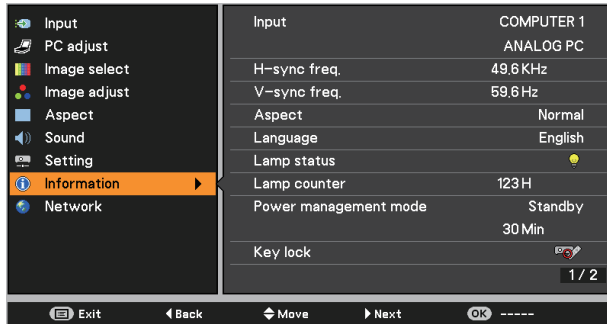 Input
PC adjust
Image select
Image adjust
Aspect
Sound
Setting
Information
Network
Input COMPUTER 1
ANALOG PC
H-sync freq. 49.6 KHz
V-sync freq. 59.6 Hz
Aspect Normal
Language English
Lamp status
Lamp counter 123 H
Power management mode Standby
30 Min
Key lock
1 / 2
Exit Back Move Next OK -----